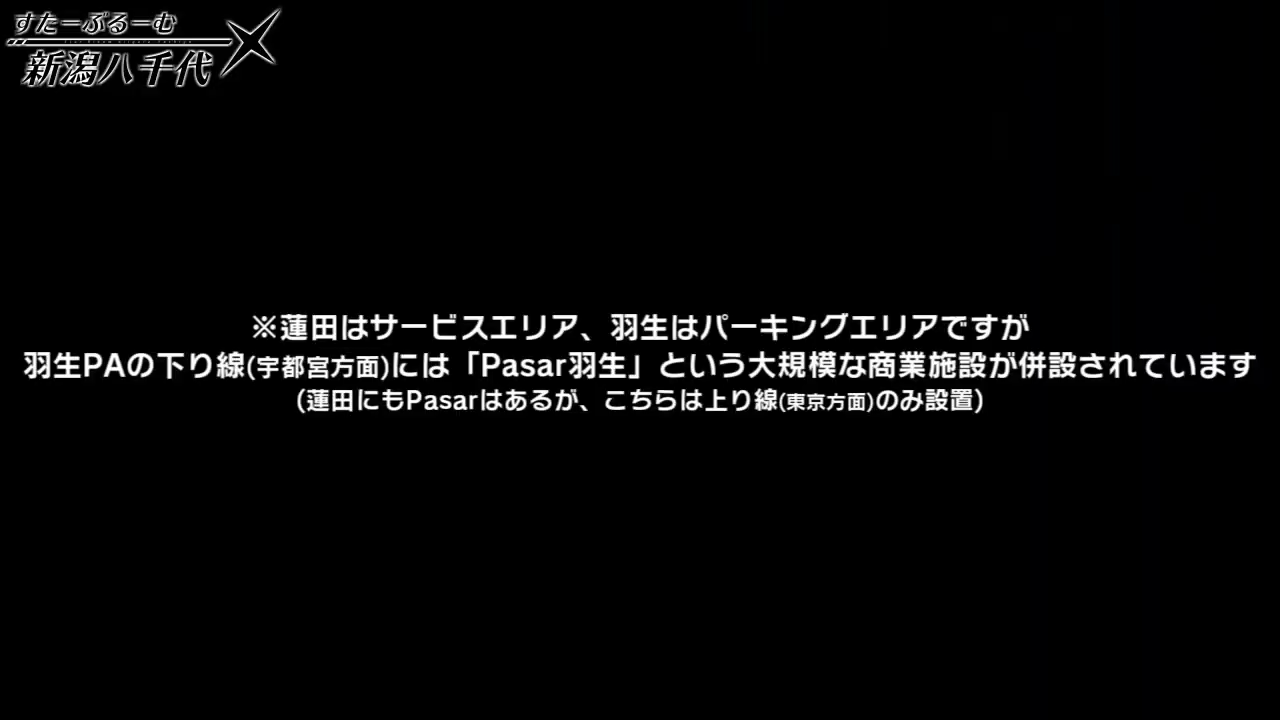 すたーぶるーむ
新潟八千代
※蓮田はサービスエリア、羽生はパーキングエリアですが
羽生PAの下り線(宇都宮方面)には「Pasar羽生」という大規模な商業施設が併設されています
(蓮田にもPasarはあるが、こちらは上り線(東京方面)のみ設置)